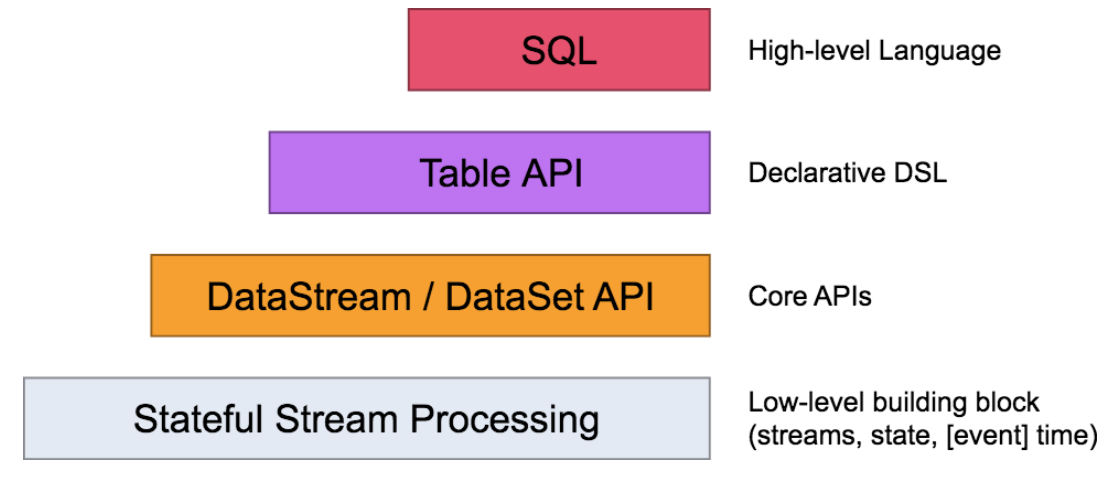 SQL
High-level Language
Table API
Declarative DSL
DataStream / DataSet API
Core APIs
Stateful Stream Processing
Low-level building block
(streams, state, [event] time)